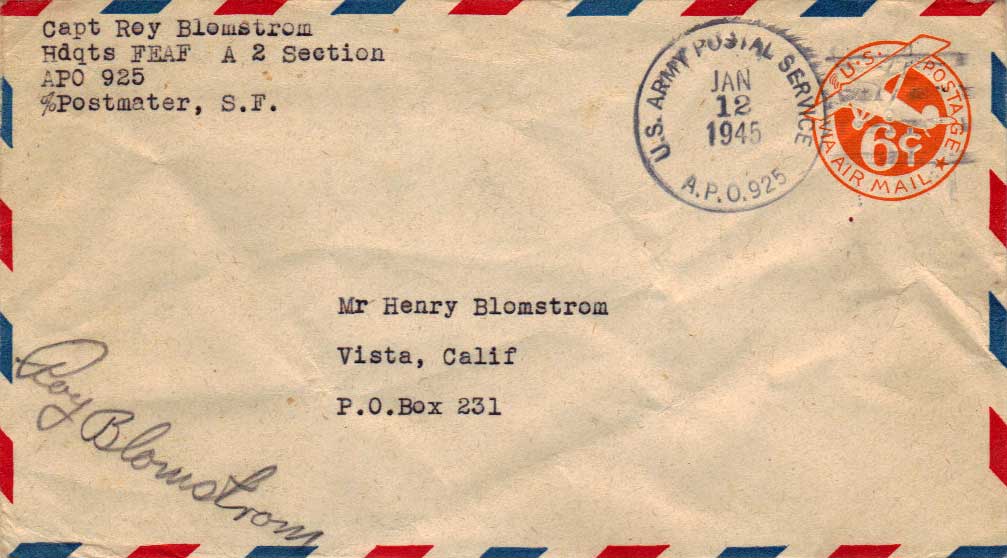 Capt Roy Blomstrom
Hdqts FEAF A 2 Section
APO 925
℅Postmater, S.F.
U.S. ARMY POSTAL SERVICE
JAN
12
1945
A.P.O. 925
U.S. POSTAGE
6¢
VIA AIR MAIL
Mr Henry Blomstrom
Vista, Calif
P.O.Box 231
Roy Blomstrom